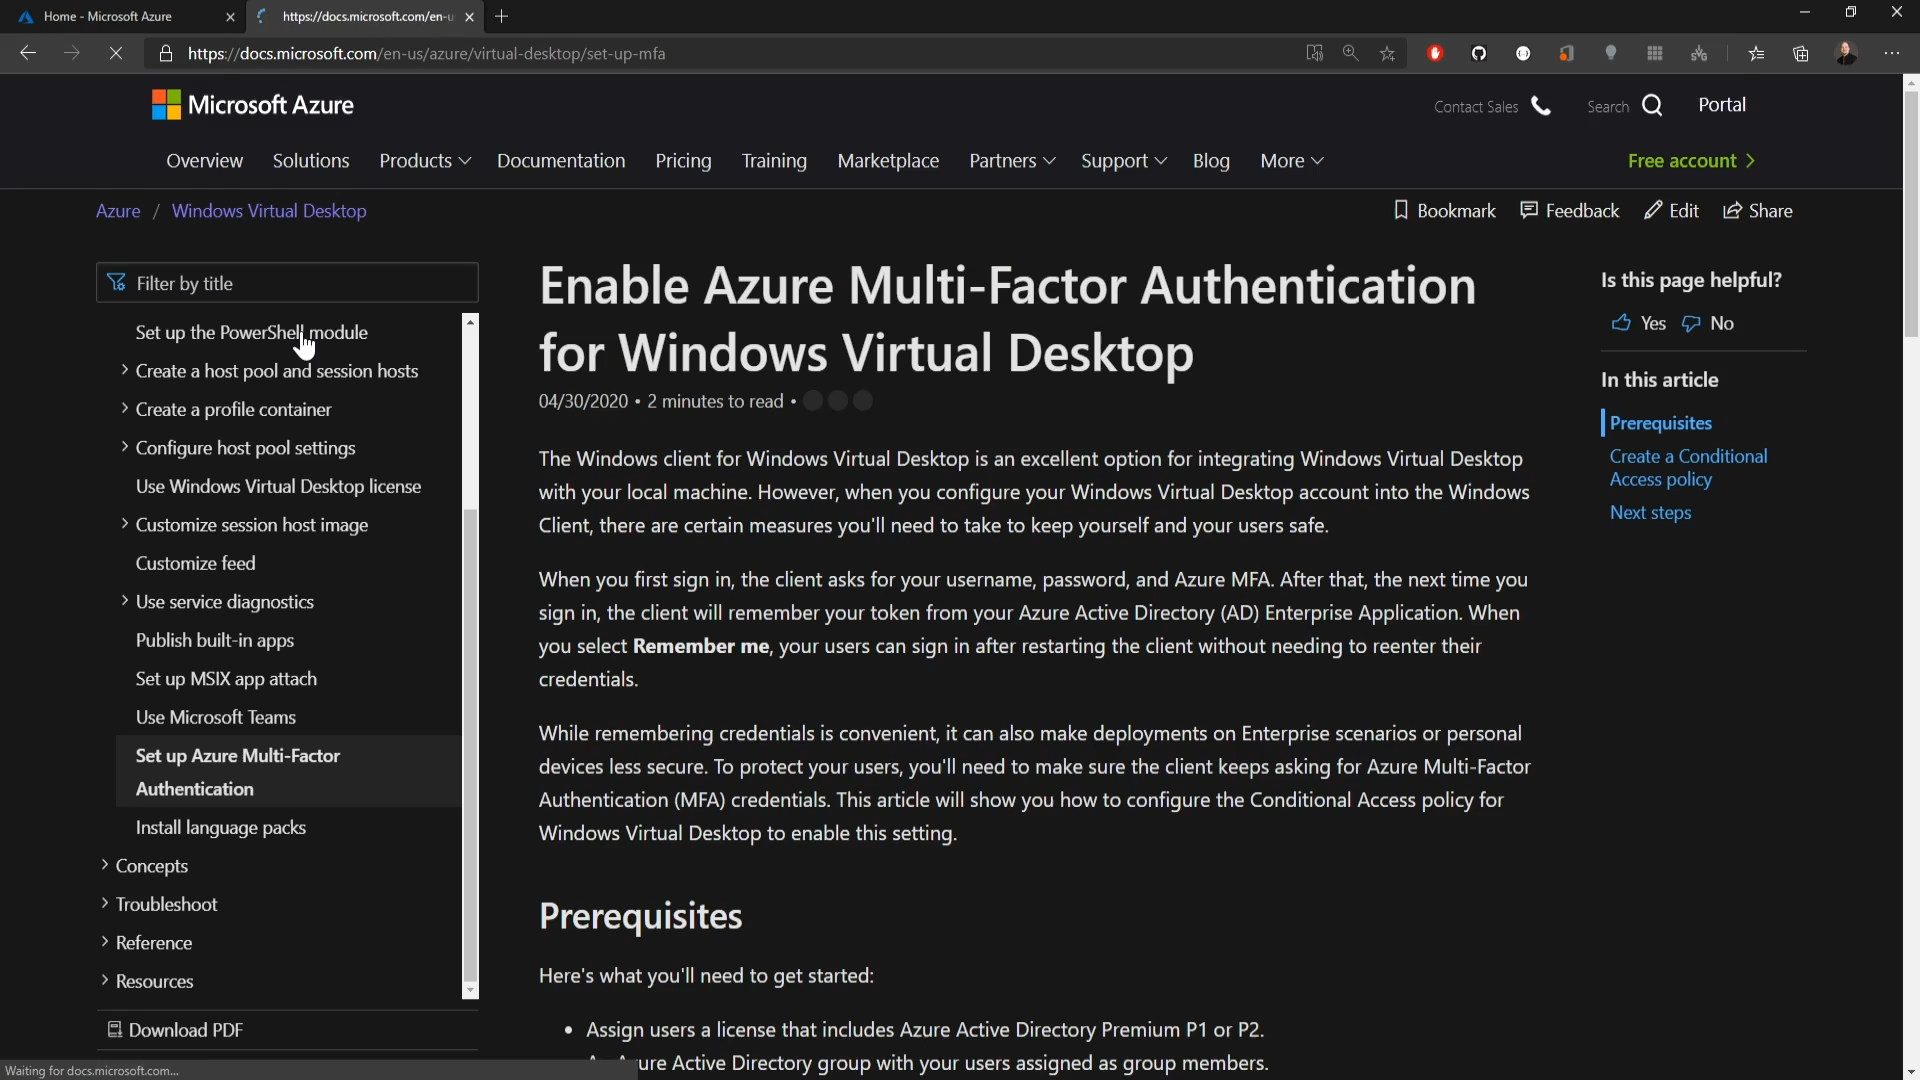 Home - Microsoft Azure
https://docs.microsoft.com/en-u
https://docs.microsoft.com/en-us/azure/virtual-desktop/set-up-mfa
Microsoft Azure
Contact Sales
Search
Portal
Overview
Solutions
Products
Documentation
Pricing
Training
Marketplace
Partners
Support
Blog
More
Free account
Azure / Windows Virtual Desktop
Bookmark
Feedback
Edit
Share
Filter by title
Set up the PowerShell module
Create a host pool and session hosts
Create a profile container
Configure host pool settings
Use Windows Virtual Desktop license
Customize session host image
Customize feed
Use service diagnostics
Publish built-in apps
Set up MSIX app attach
Use Microsoft Teams
Set up Azure Multi-Factor
Authentication
Install language packs
Concepts
Troubleshoot
Reference
Resources
Download PDF
Enable Azure Multi-Factor Authentication
for Windows Virtual Desktop
04/30/2020 • 2 minutes to read •
The Windows client for Windows Virtual Desktop is an excellent option for integrating Windows Virtual Desktop
with your local machine. However, when you configure your Windows Virtual Desktop account into the Windows
Client, there are certain measures you'll need to take to keep yourself and your users safe.
When you first sign in, the client asks for your username, password, and Azure MFA. After that, the next time you
sign in, the client will remember your token from your Azure Active Directory (AD) Enterprise Application. When
you select Remember me, your users can sign in after restarting the client without needing to reenter their
credentials.
While remembering credentials is convenient, it can also make deployments on Enterprise scenarios or personal
devices less secure. To protect your users, you'll need to make sure the client keeps asking for Azure Multi-Factor
Authentication (MFA) credentials. This article will show you how to configure the Conditional Access policy for
Windows Virtual Desktop to enable this setting.
Prerequisites
Here's what you'll need to get started:
• Assign users a license that includes Azure Active Directory Premium P1 or P2.
Active Directory group with your users assigned as group members.
Is this page helpful?
Yes
No
In this article
Prerequisites
Create a Conditional
Access policy
Next steps
Waiting for docs.microsoft.com...